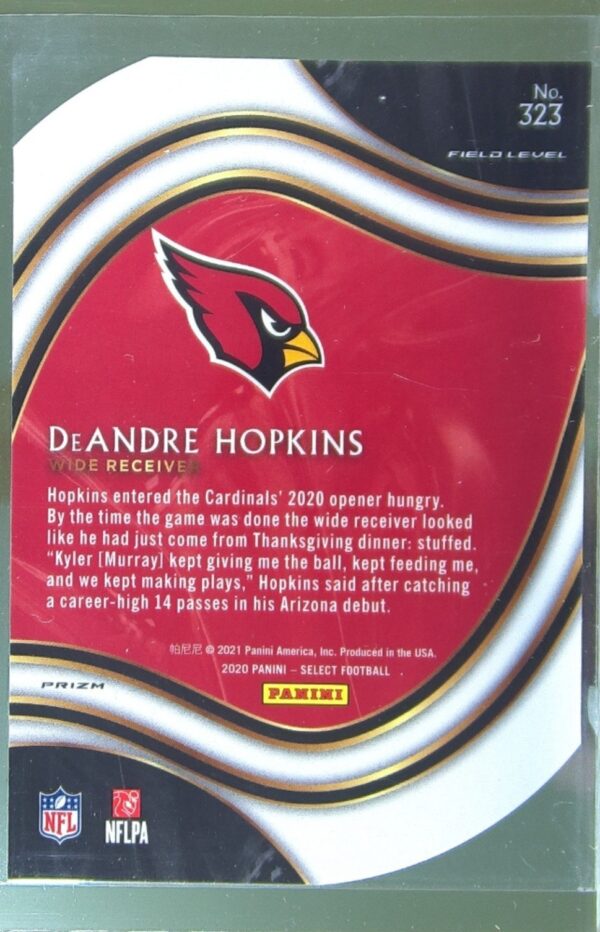 No.
323
FIELD LEVEL
DeANDRE HOPKINS
WIDE RECEIVER
Hopkins entered the Cardinals' 2020 opener hungry.
By the time the game was done the wide receiver looked
like he had just come from Thanksgiving dinner: stuffed.
“Kyler [Murray] kept giving me the ball, kept feeding me,
and we kept making plays,” Hopkins said after catching
a career-high 14 passes in his Arizona debut.
帕尼尼 © 2021 Panini America, Inc. Produced in the USA.
2020 PANINI – SELECT FOOTBALL
PANINI
PRIZM
NFL
NFLPA